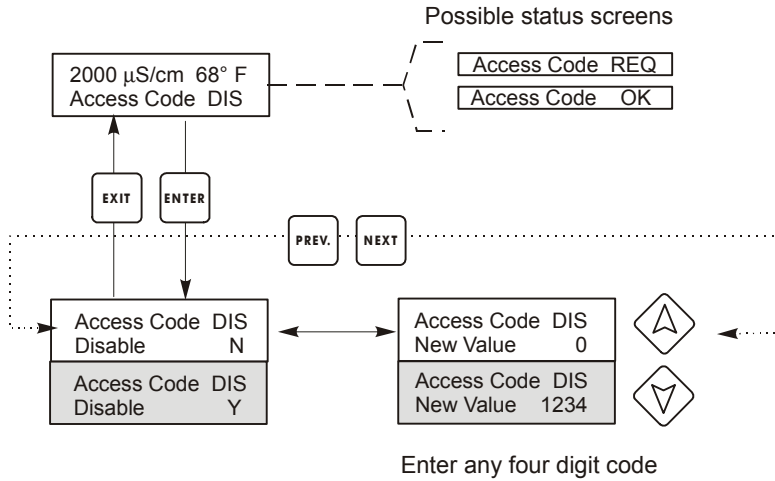 Possible status screens
2000 μS/cm 68° F
Access Code DIS
Access Code REQ
Access Code OK
EXIT
ENTER
PREV.
NEXT
Access Code DIS
Disable N
Access Code DIS
Disable Y
Access Code DIS
New Value 0
Access Code DIS
New Value 1234
Enter any four digit code